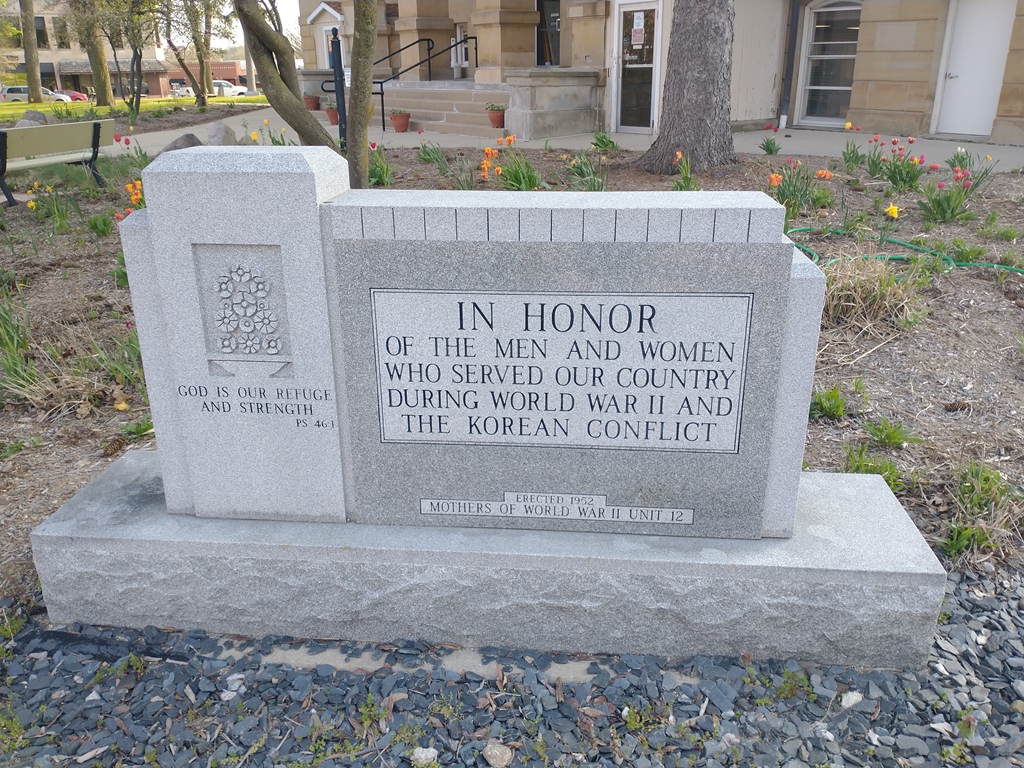 GOD IS OUR REFUGE
AND STRENGTH
PS 46:1
IN HONOR
OF THE MEN AND WOMEN
WHO SERVED OUR COUNTRY
DURING WORLD WAR II AND
THE KOREAN CONFLICT
ERECTED 1952
MOTHERS OF WORLD WAR II UNIT 12